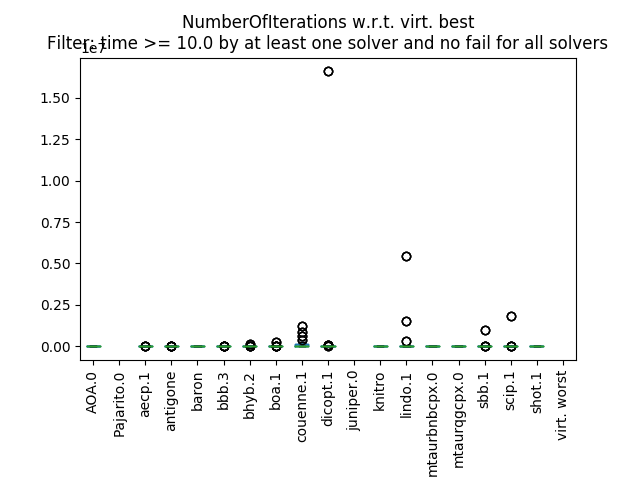 NumberOfIterations w.r.t. virt. best
Filter: time >= 10.0 by at least one solver and no fail for all solvers
1e7
1.50
1.25
1.00
0.75
0.50
0.25
0.00
AOA.0
Pajarito.0
aecp.1
antigone
baron
bbb.3
bhyb.2
boa.1
couenne.1
dicopt.1
juniper.0
knitro
lindo.1
mtaurbnbcpx.0
mtaurqgcpx.0
sbb.1
scip.1
shot.1
virt. worst